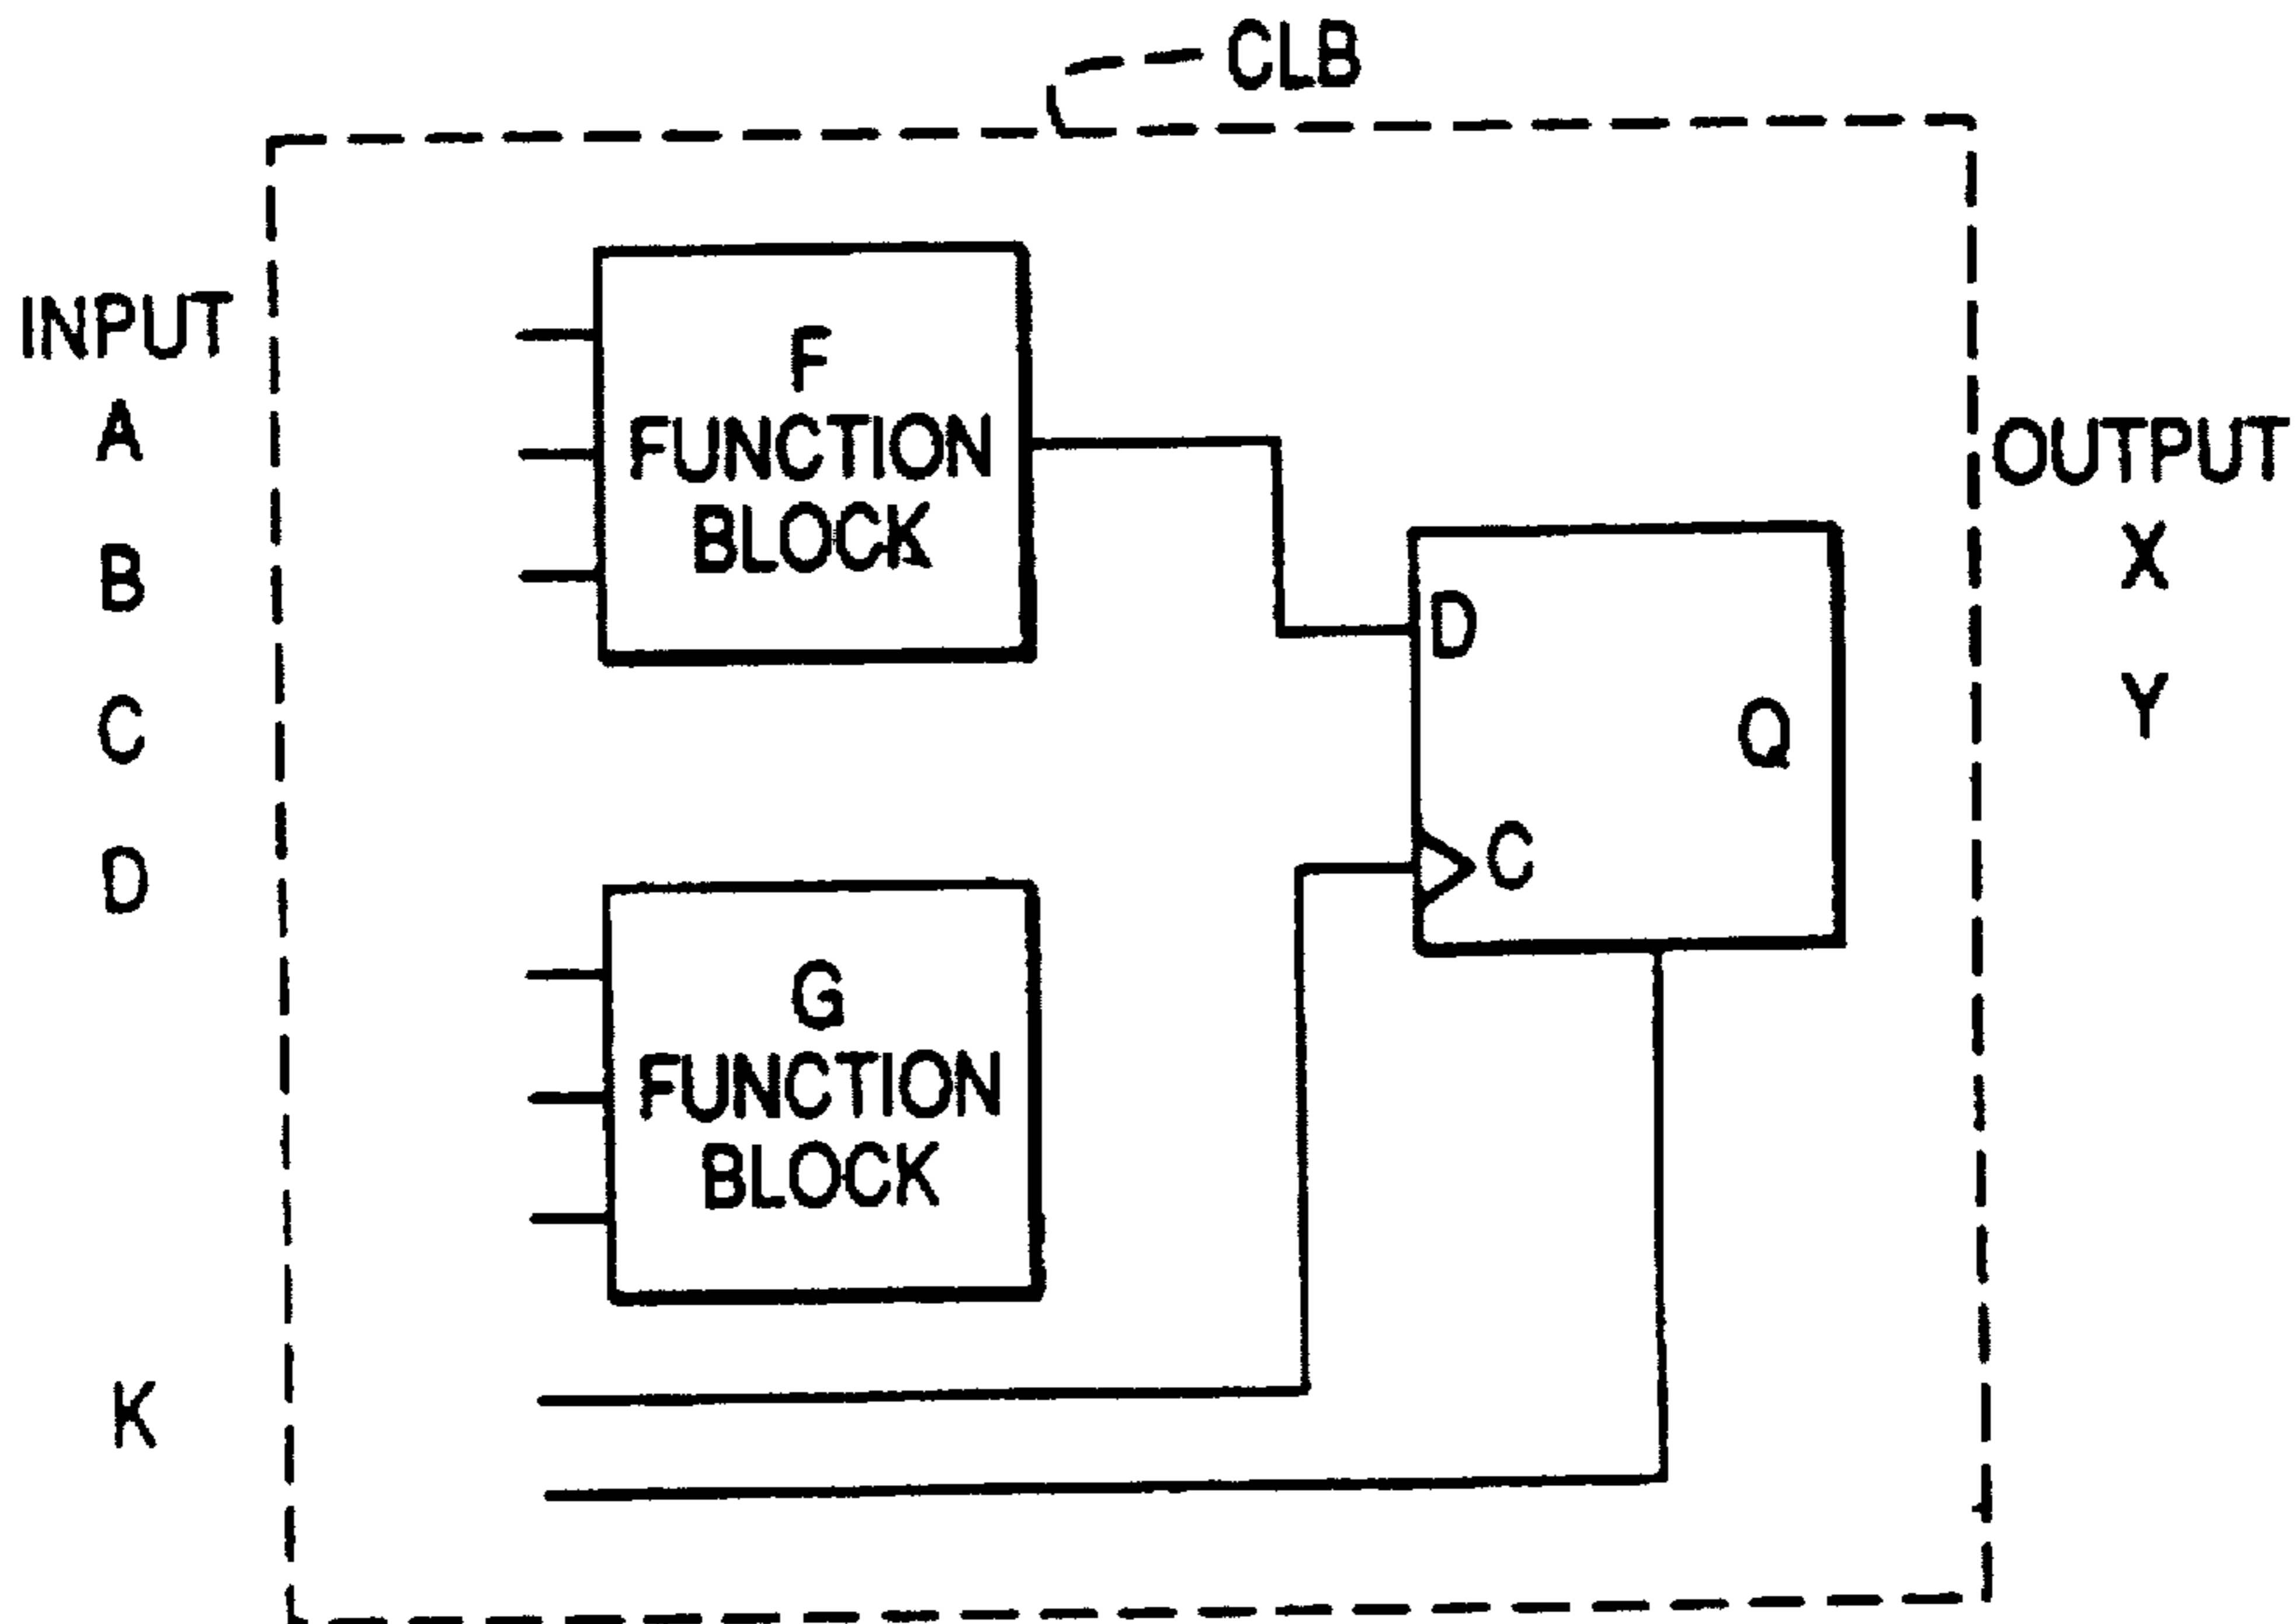 CLB
INPUT
A
B
C
D
K
F
FUNCTION
BLOCK
G
FUNCTION
BLOCK
D
Q
C
OUTPUT
X
Y